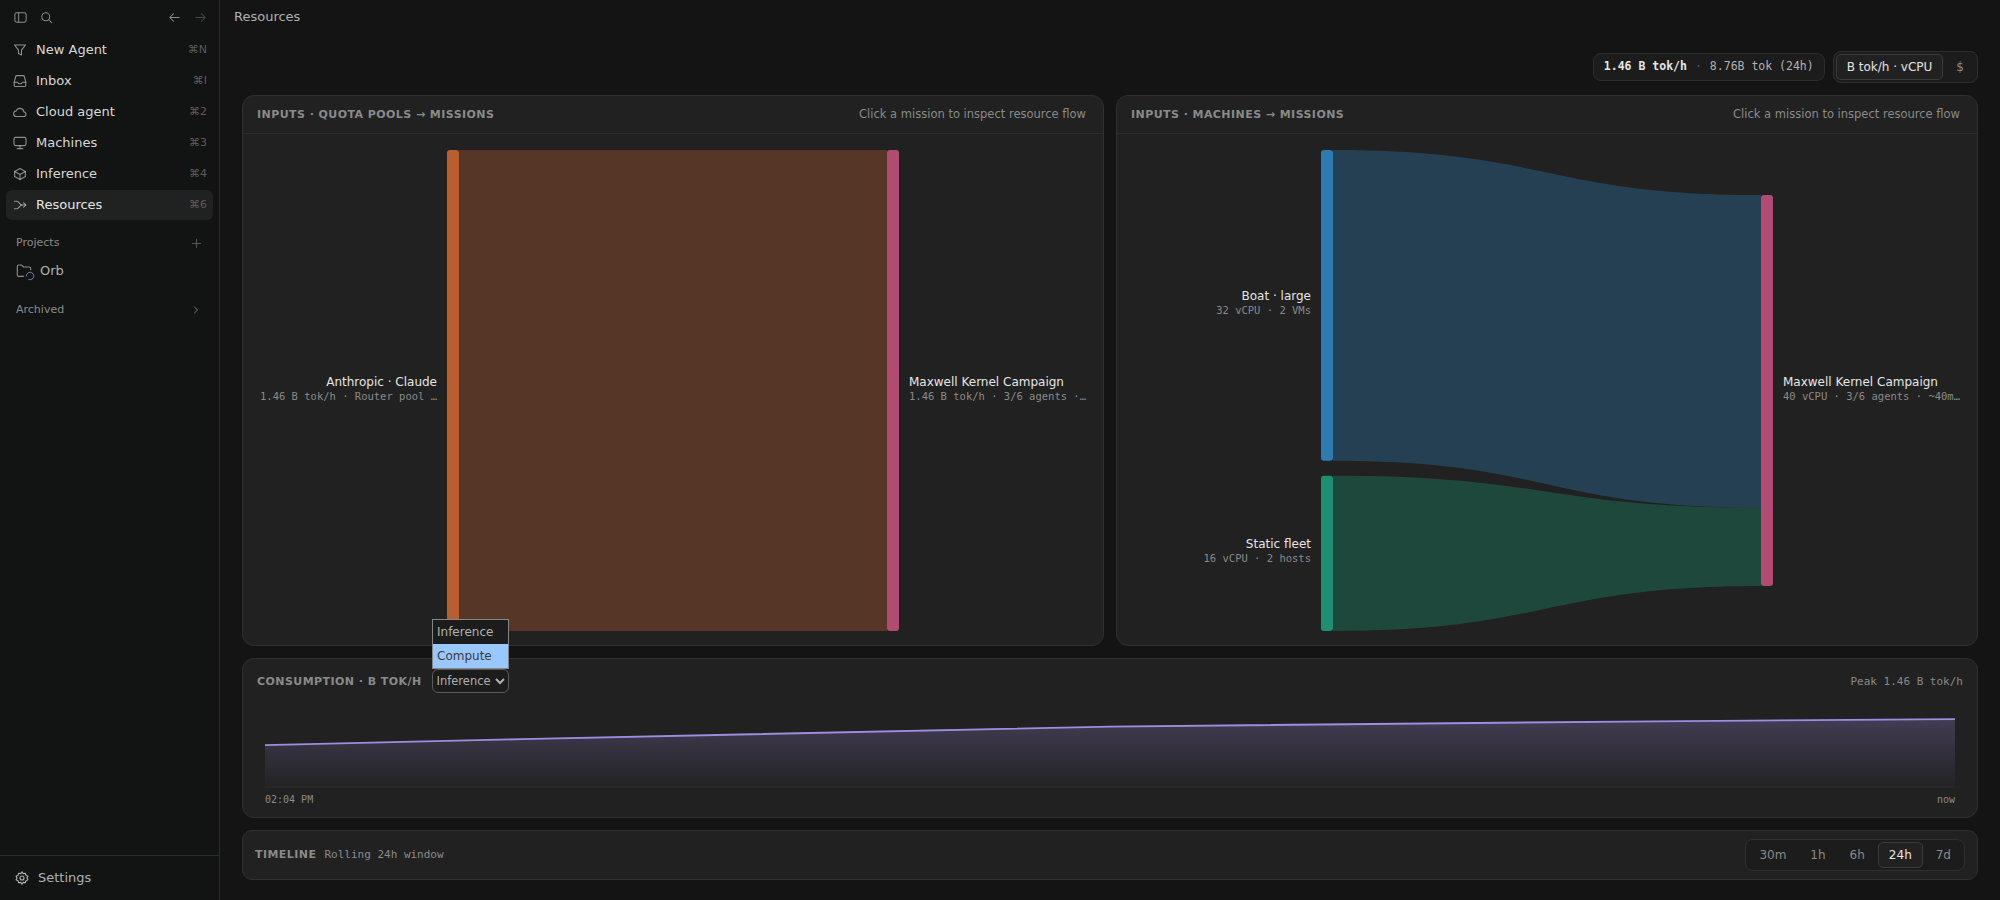 Resources
New Agent ⌘N
Inbox ⌘I
Cloud agent ⌘2
Machines ⌘3
Inference ⌘4
Resources ⌘6
Projects
Orb
Archived
Settings
1.46 B tok/h · 8.76B tok (24h)
B tok/h · vCPU
$
INPUTS · QUOTA POOLS → MISSIONS
Click a mission to inspect resource flow
Anthropic · Claude
1.46 B tok/h · Router pool …
Maxwell Kernel Campaign
1.46 B tok/h · 3/6 agents ·…
INPUTS · MACHINES → MISSIONS
Click a mission to inspect resource flow
Boat · large
32 vCPU · 2 VMs
Static fleet
16 vCPU · 2 hosts
Maxwell Kernel Campaign
40 vCPU · 3/6 agents · ~40m…
Inference
Compute
CONSUMPTION · B TOK/H
Inference
Peak 1.46 B tok/h
02:04 PM
now
TIMELINE Rolling 24h window
30m 1h 6h 24h 7d